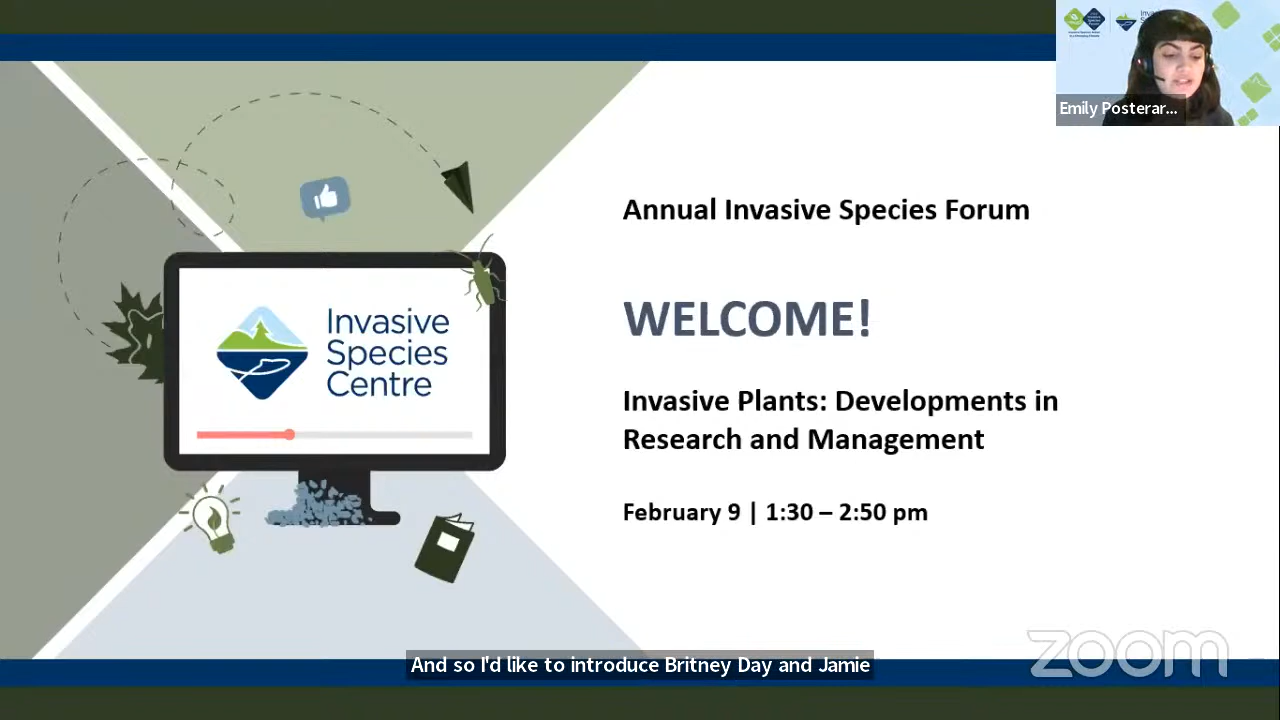 Emily Posterar...
Annual Invasive Species Forum
WELCOME!
Invasive
Species
Centre
Invasive Plants: Developments in
Research and Management
February 9 | 1:30 – 2:50 pm
And so I'd like to introduce Britney Day and Jamie
zoom